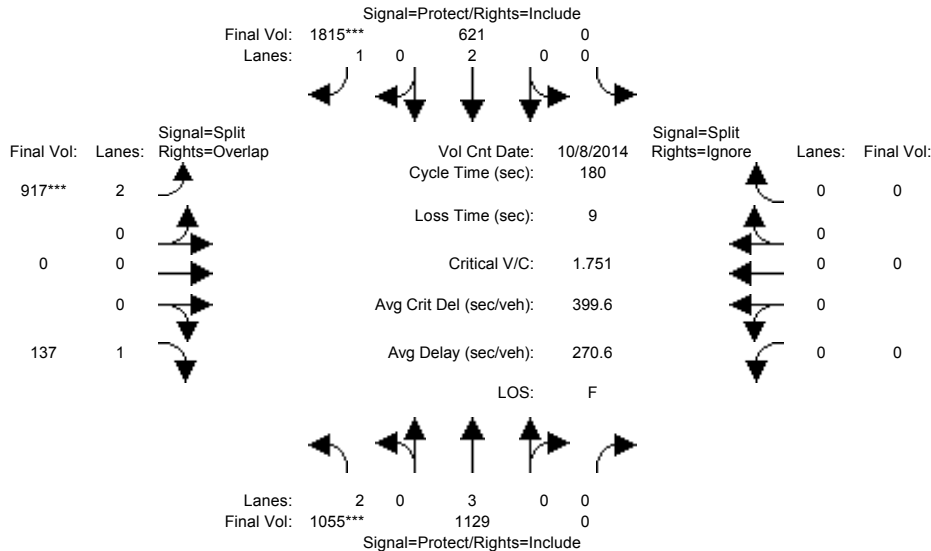 Signal=Protect/Rights=Include
Final Vol: 1815*** 621 0
Lanes: 1 0 2 0 0
Signal=Split
Final Vol: Lanes: Rights=Overlap
Vol Cnt Date: 10/8/2014
Signal=Split
Rights=Ignore Lanes: Final Vol:
Cycle Time (sec): 180
917*** 2 0 0
Loss Time (sec): 9
0 0
0 0 Critical V/C: 1.751 0 0
0 Avg Crit Del (sec/veh): 399.6 0
137 1 Avg Delay (sec/veh): 270.6 0 0
LOS: F
Lanes: 2 0 3 0 0
Final Vol: 1055*** 1129 0
Signal=Protect/Rights=Include